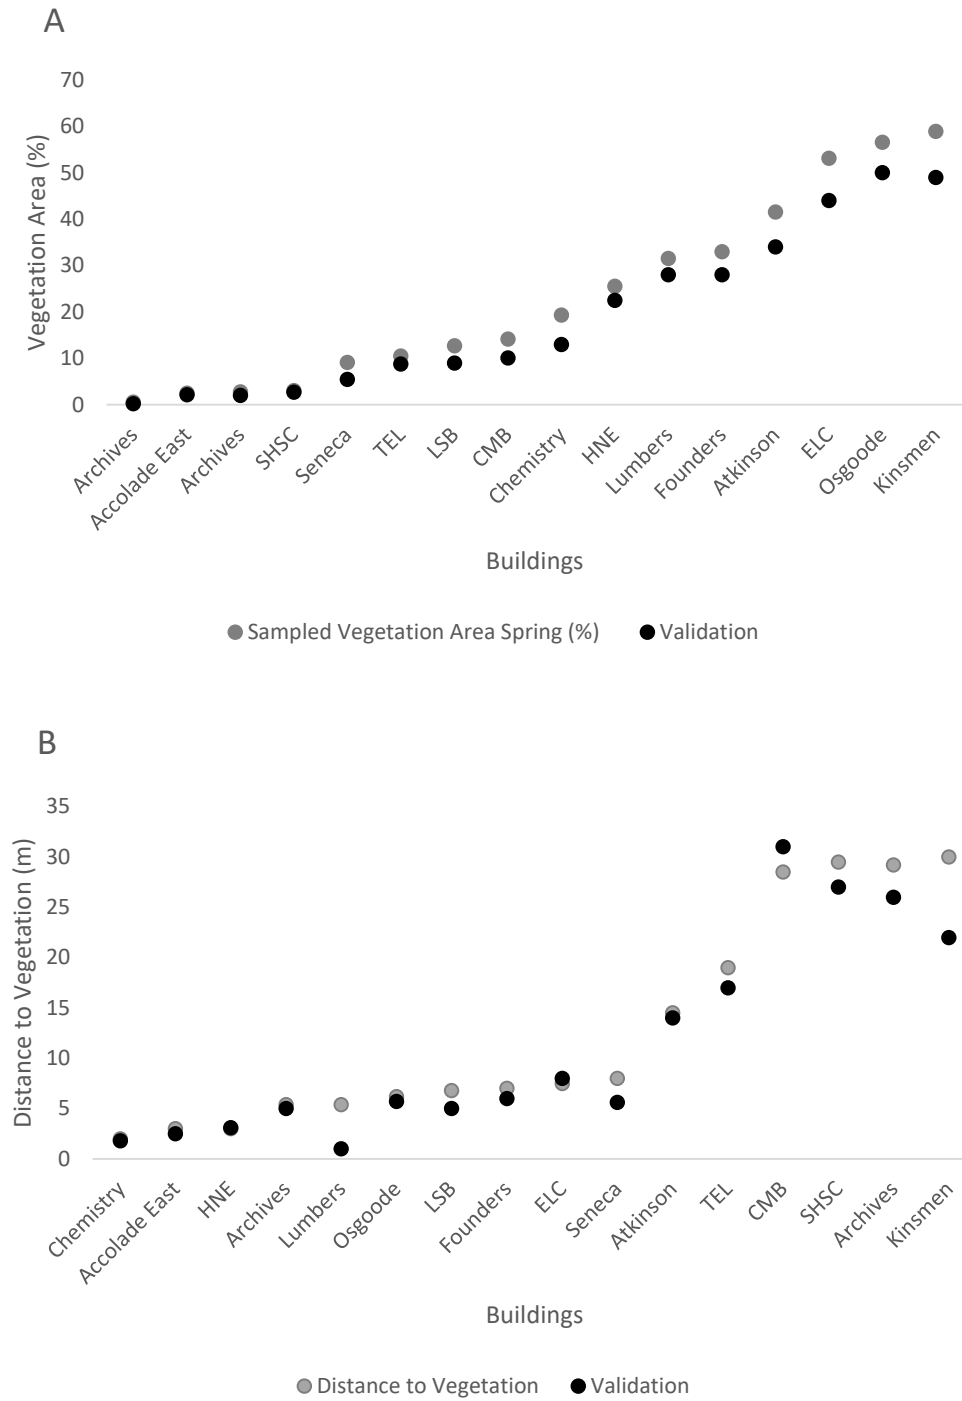 A
Vegetation Area (%)
70
60
50
40
30
20
10
0
Archives
Accolade East
Archives
SHSC
Seneca
TEL
LSB
CMB
Chemistry
HNE
Lumbers
Founders
Atkinson
ELC
Osgoode
Kinsmen
Buildings
Sampled Vegetation Area Spring (%) Validation
B
Distance to Vegetation (m)
35
30
25
20
15
10
5
0
Chemistry
Accolade East
HNE
Archives
Lumbers
Osgoode
LSB
Founders
ELC
Seneca
Atkinson
TEL
CMB
SHSC
Archives
Kinsmen
Buildings
Distance to Vegetation Validation